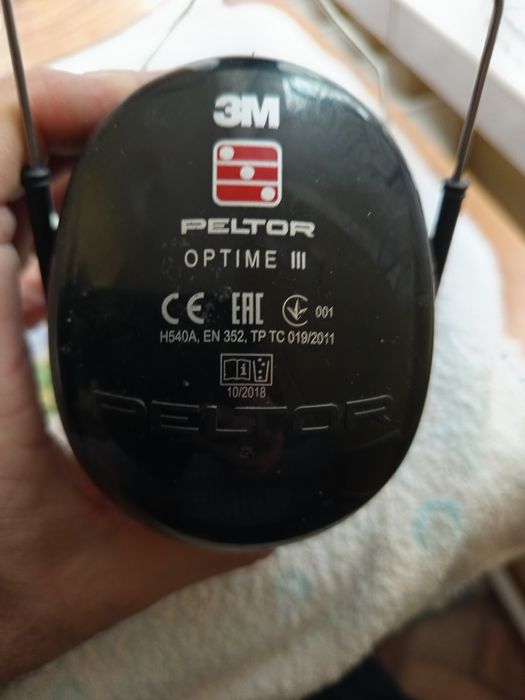 3M
PELTOR
OPTIME III
CE EAC 001
H540A, EN 352, TP TC 019/2011
i
10/2018
PELTOR